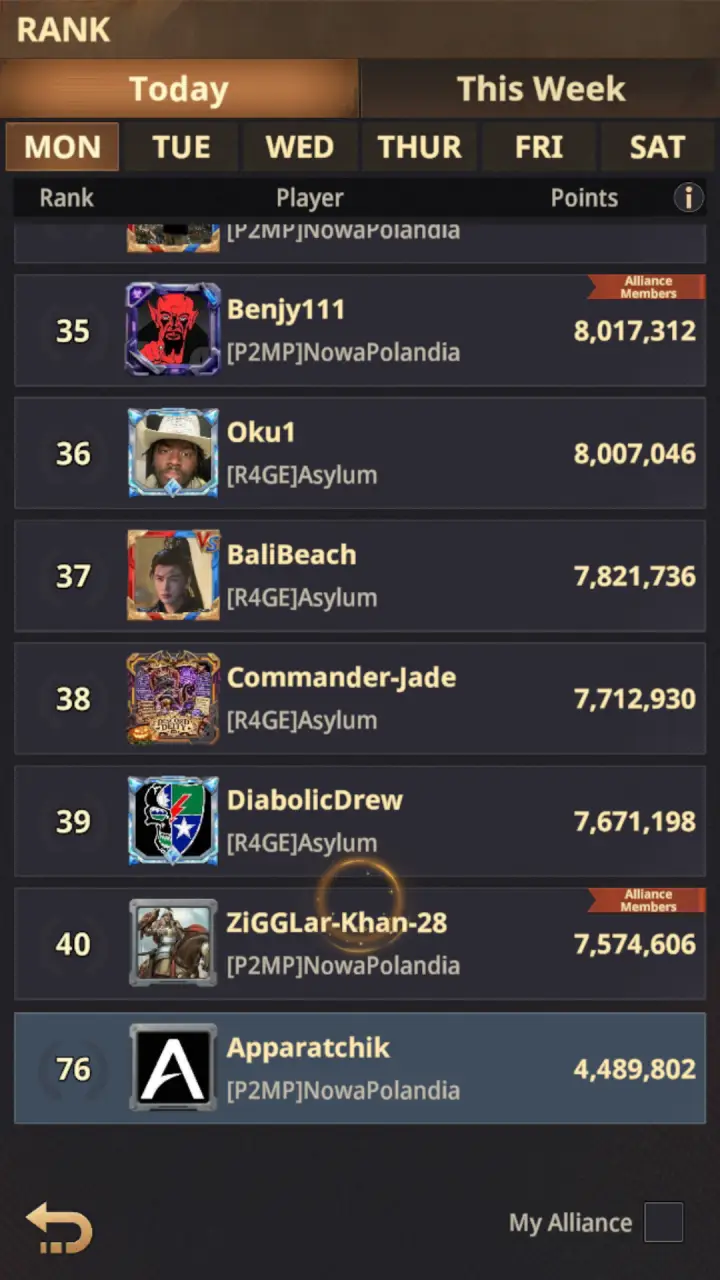 RANK
Today
This Week
MON
TUE
WED
THUR
FRI
SAT
Rank
Player
Points
[P2MP]NowaPolandia
35
Benjy111
[P2MP]NowaPolandia
Alliance
Members
8,017,312
36
Oku1
[R4GE]Asylum
8,007,046
37
VS
BaliBeach
[R4GE]Asylum
7,821,736
38
Commander-Jade
[R4GE]Asylum
7,712,930
39
DiabolicDrew
[R4GE]Asylum
7,671,198
40
ZiGGLar-Khan-28
[P2MP]NowaPolandia
Alliance
Members
7,574,606
76
Apparatchik
[P2MP]NowaPolandia
4,489,802
My Alliance